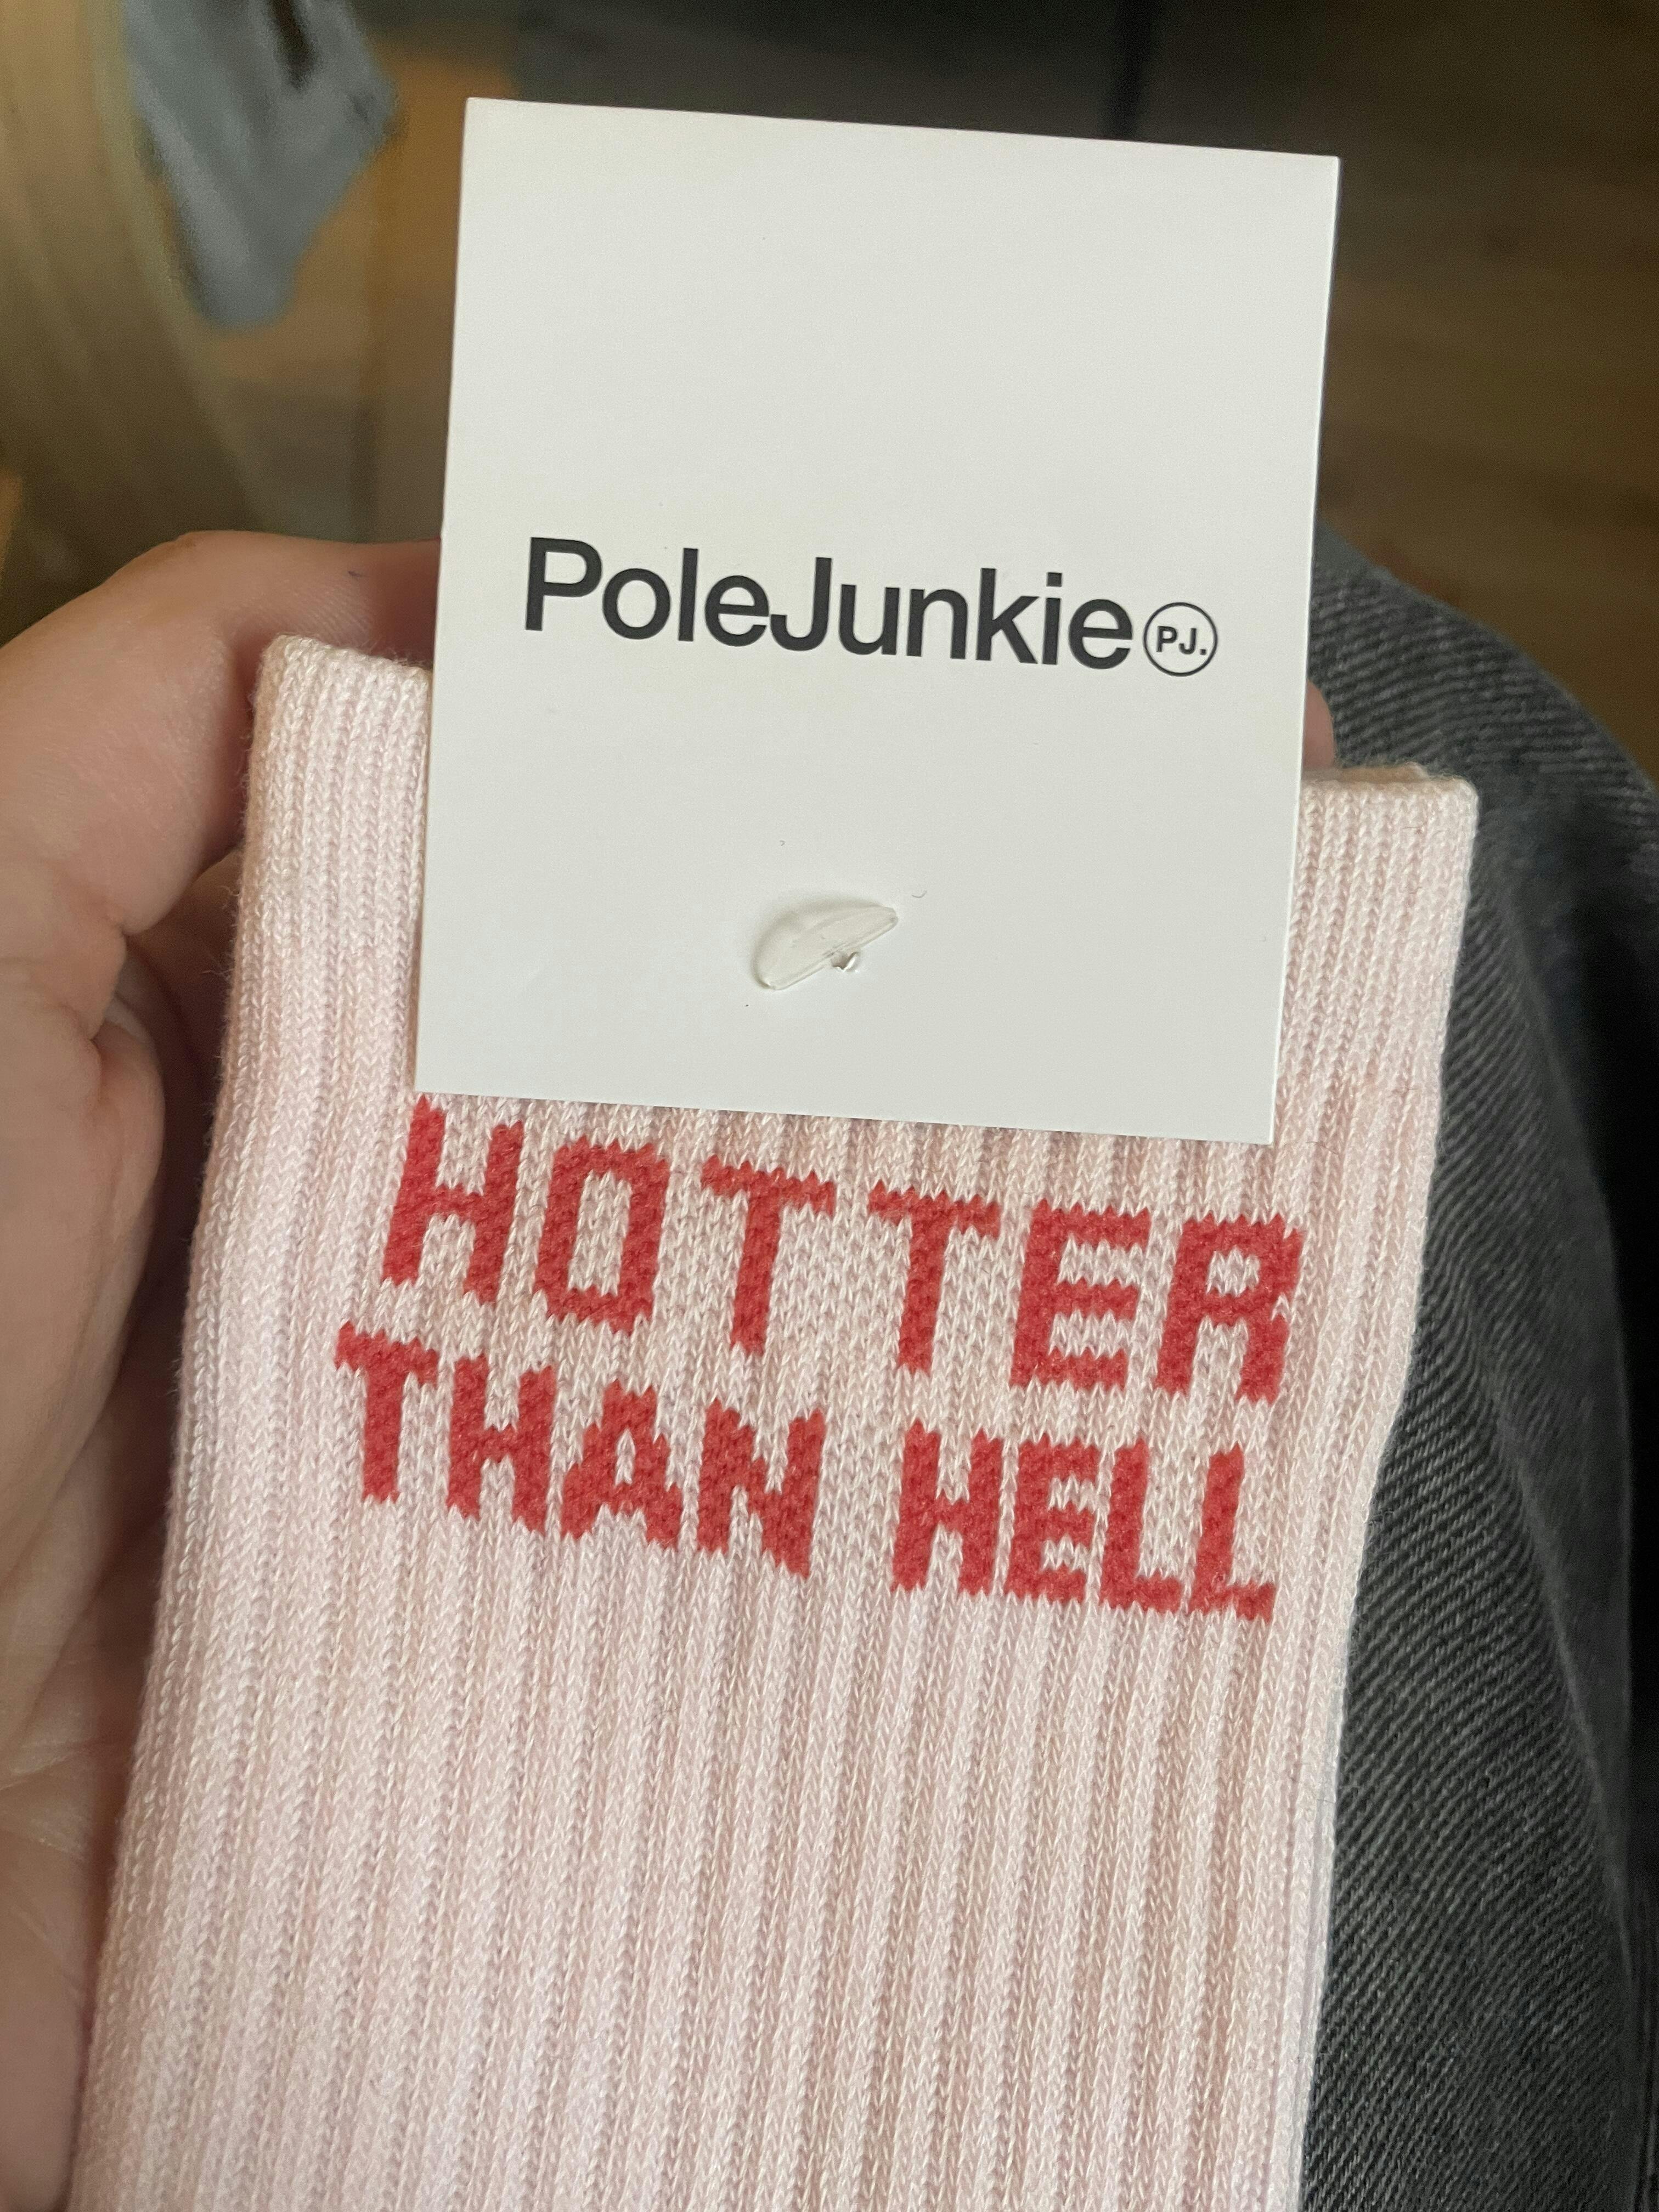 PoleJunkie PJ.
HOTTER
THAN HELL